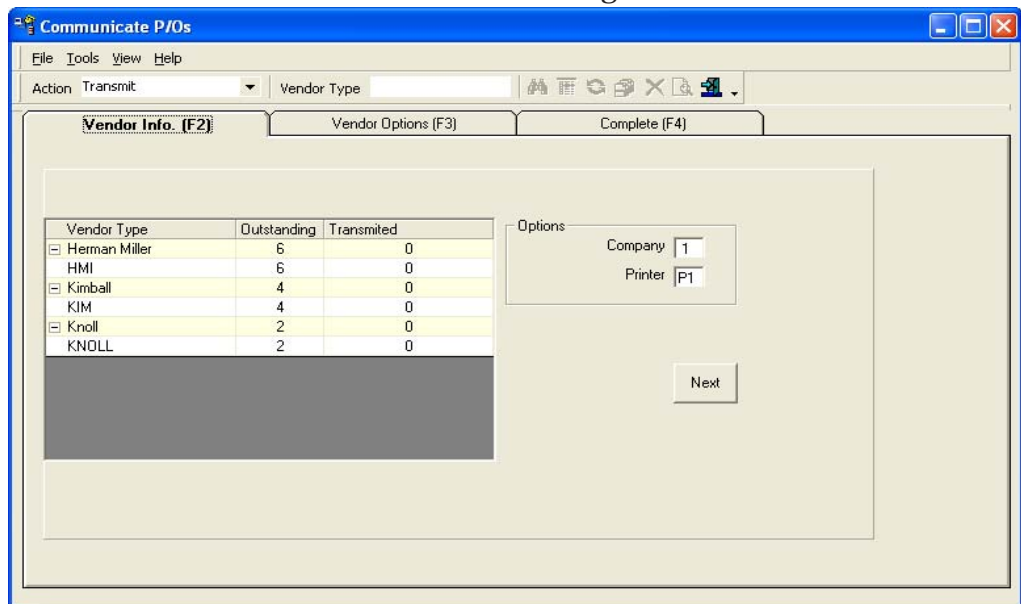 Communicate P/Os
File Tools View Help
Action Transmit Vendor Type
Vendor Info. (F2) Vendor Options (F3) Complete (F4)
Vendor Type Outstanding Transmited
Herman Miller 6 0
HMI 6 0
Kimball 4 0
KIM 4 0
Knoll 2 0
KNOLL 2 0
Options
Company 1
Printer P1
Next